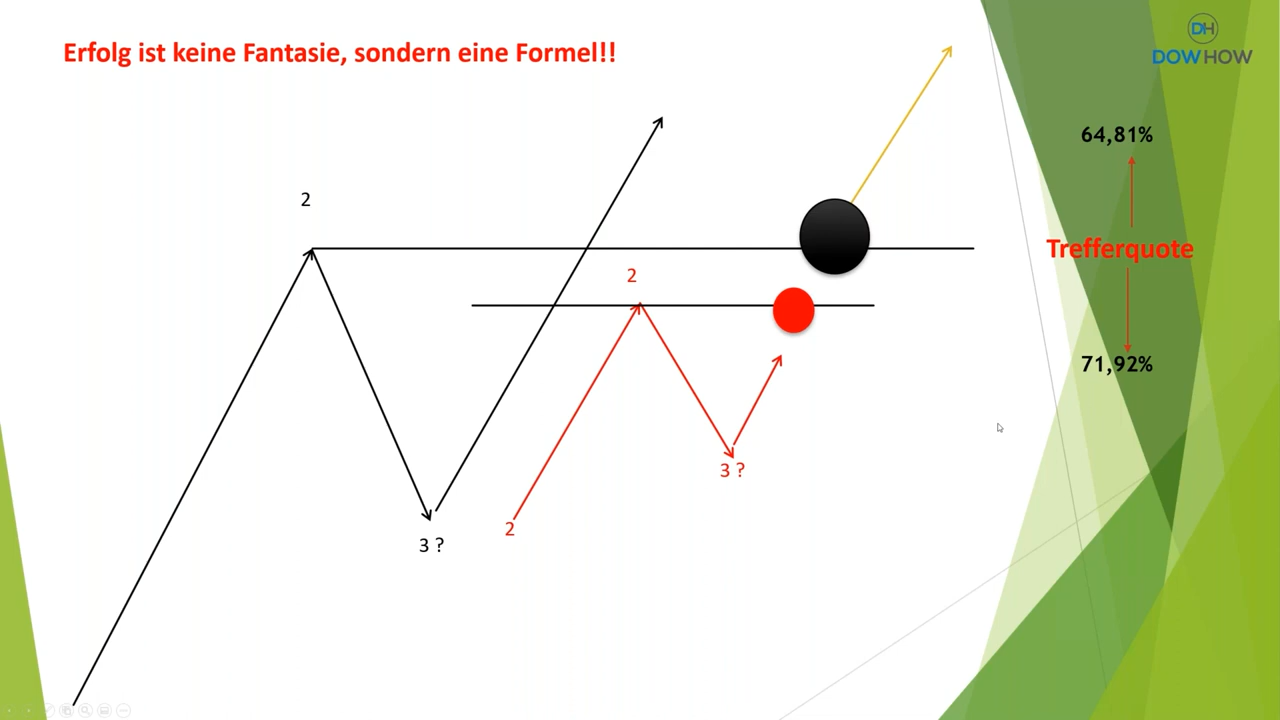 Erfolg ist keine Fantasie, sondern eine Formel!!
DH
DOWHOW
64,81%
2
Trefferquote
2
71,92%
3 ?
2
3 ?